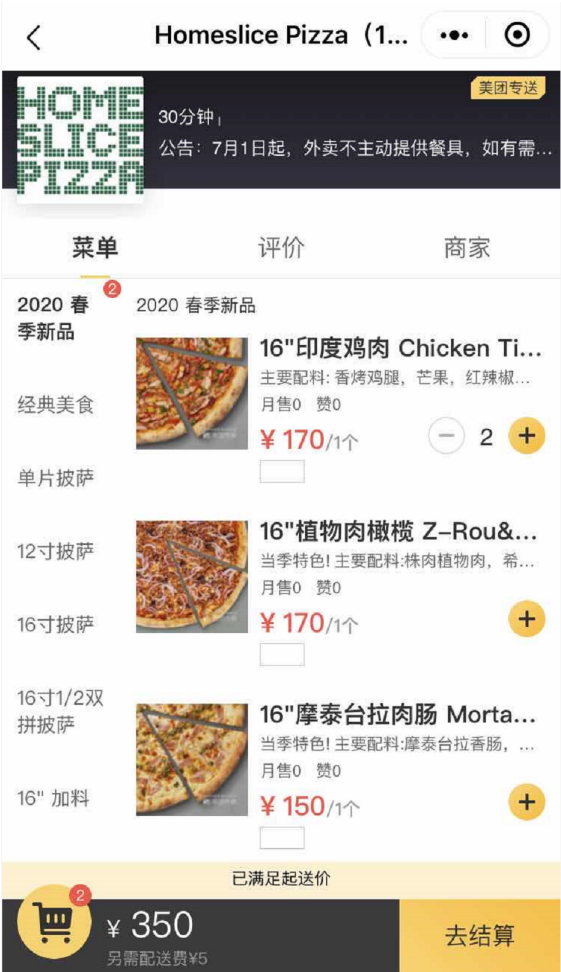 Homeslice Pizza（1...
美团专送
HOME
SLICE
PIZZA
30分钟
公告：7月1日起，外卖不主动提供餐具，如有需...
菜单
评价
商家
2
2020 春
季新品
经典美食
单片披萨
12寸披萨
16寸披萨
16寸1/2双
拼披萨
16" 加料
2020 春季新品
16"印度鸡肉 Chicken Ti...
主要配料: 香烤鸡腿，芒果，红辣椒...
月售0 赞0
¥ 170/1个
2
16"植物肉橄榄 Z-Rou&...
当季特色! 主要配料:株肉植物肉，希...
月售0 赞0
¥ 170/1个
16"摩泰台拉肉肠 Morta...
当季特色! 主要配料:摩泰台拉香肠，...
月售0 赞0
¥ 150/1个
已满足起送价
2
¥ 350
另需配送费¥5
去结算